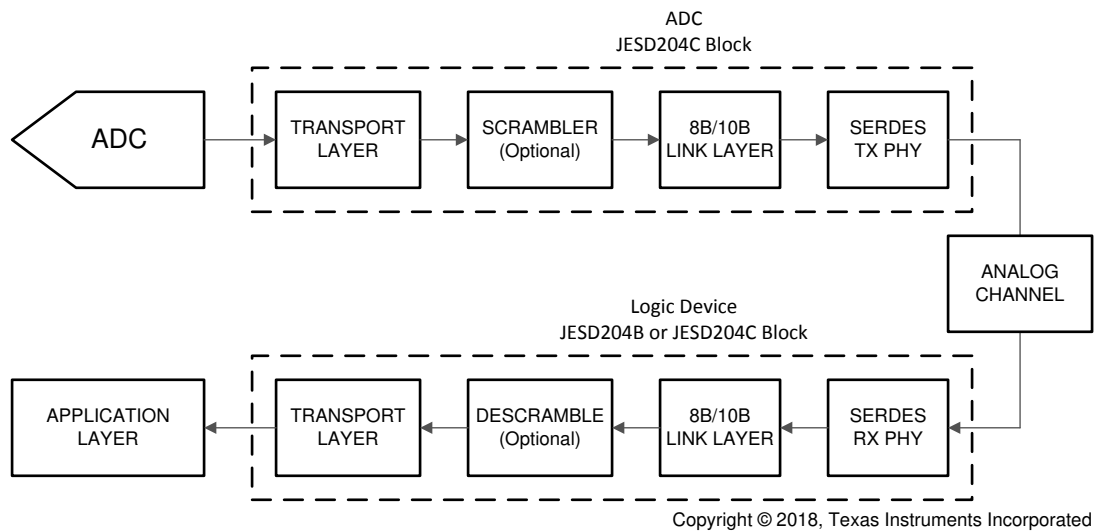 ADC
JESD204C Block
ADC
TRANSPORT
LAYER
SCRAMBLER
(Optional)
8B/10B
LINK LAYER
SERDES
TX PHY
ANALOG
CHANNEL
Logic Device
JESD204B or JESD204C Block
APPLICATION
LAYER
TRANSPORT
LAYER
DESCRAMBLE
(Optional)
8B/10B
LINK LAYER
SERDES
RX PHY
Copyright © 2018, Texas Instruments Incorporated